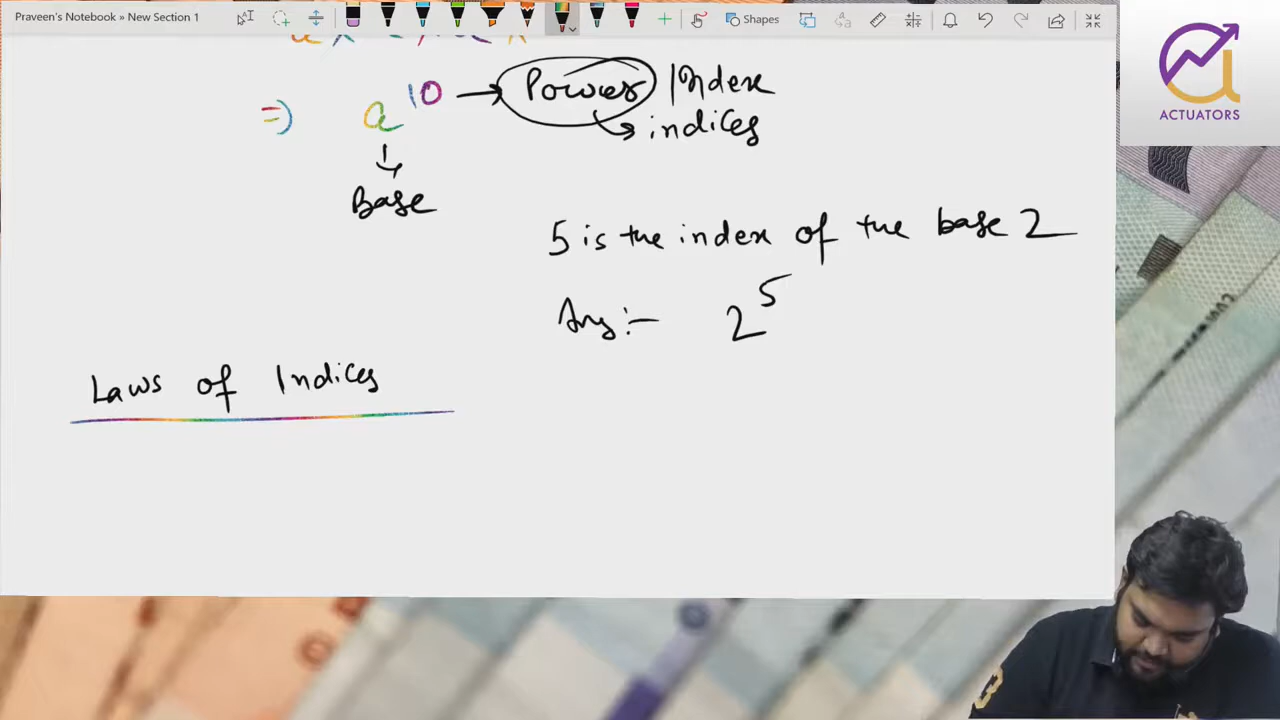 Praveen's Notebook » New Section 1
Shapes
ACTUATORS
=) a^10 → Power | Index
indices
Base
5 is the index of the base 2
Ans :- 2^5
Laws of Indices